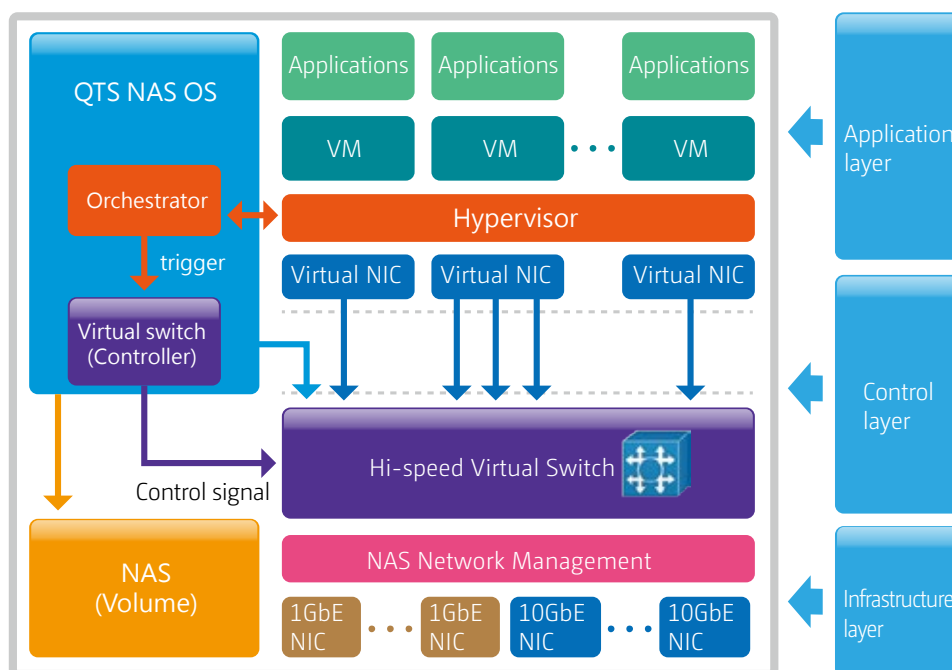 QTS NAS OS
Orchestrator
trigger
Virtual switch
(Controller)
Control signal
NAS
(Volume)
Applications Applications Applications
VM VM VM
Hypervisor
Virtual NIC Virtual NIC Virtual NIC
Hi-speed Virtual Switch
NAS Network Management
1GbE
NIC
1GbE
NIC
10GbE
NIC
10GbE
NIC
Application
layer
Control
layer
Infrastructure
layer